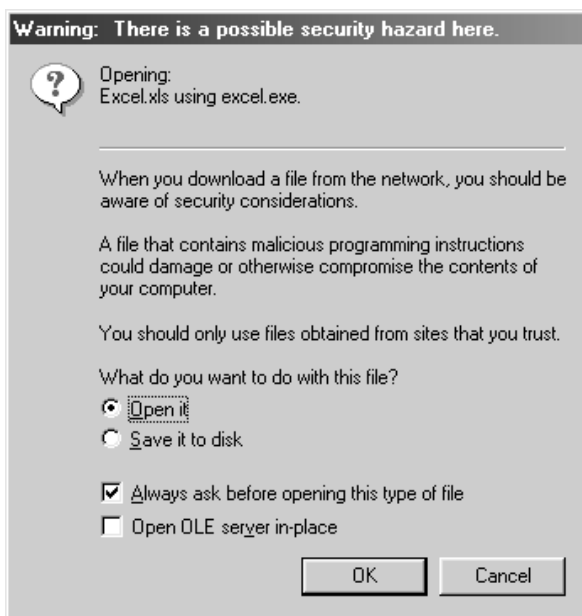 Warning: There is a possible security hazard here.
Opening:
Excel.xls using excel.exe.
When you download a file from the network, you should be
aware of security considerations.
A file that contains malicious programming instructions
could damage or otherwise compromise the contents of
your computer.
You should only use files obtained from sites that you trust.
What do you want to do with this file?
Open it
Save it to disk
Always ask before opening this type of file
Open OLE server in-place
OK Cancel